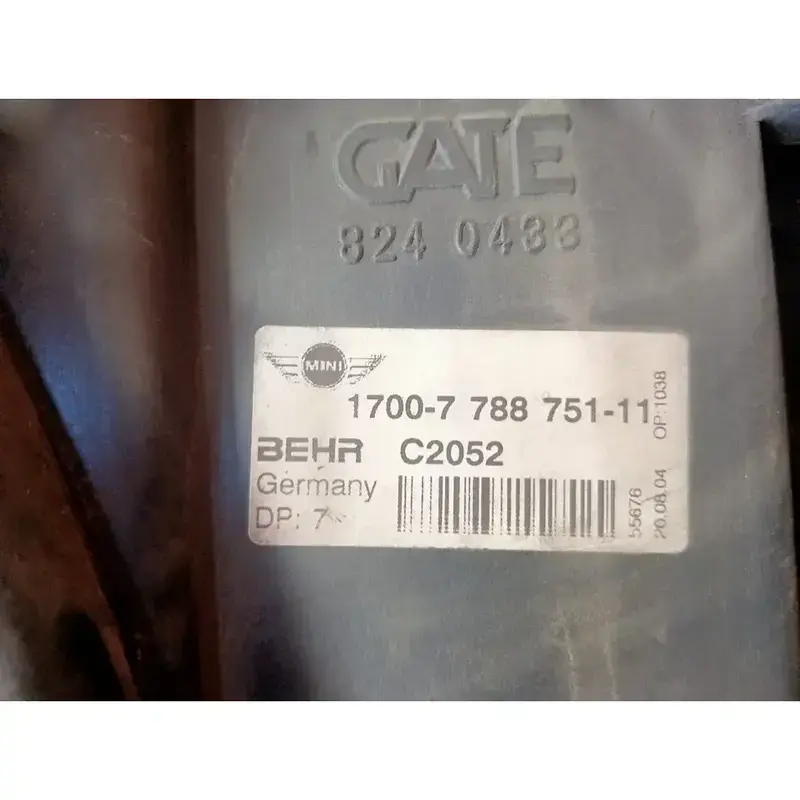 GATE
824 0433
MINI
1700-7 788 751-11
OP:1038
BEHR C2052
Germany
DP: 7
55676
20.08.04